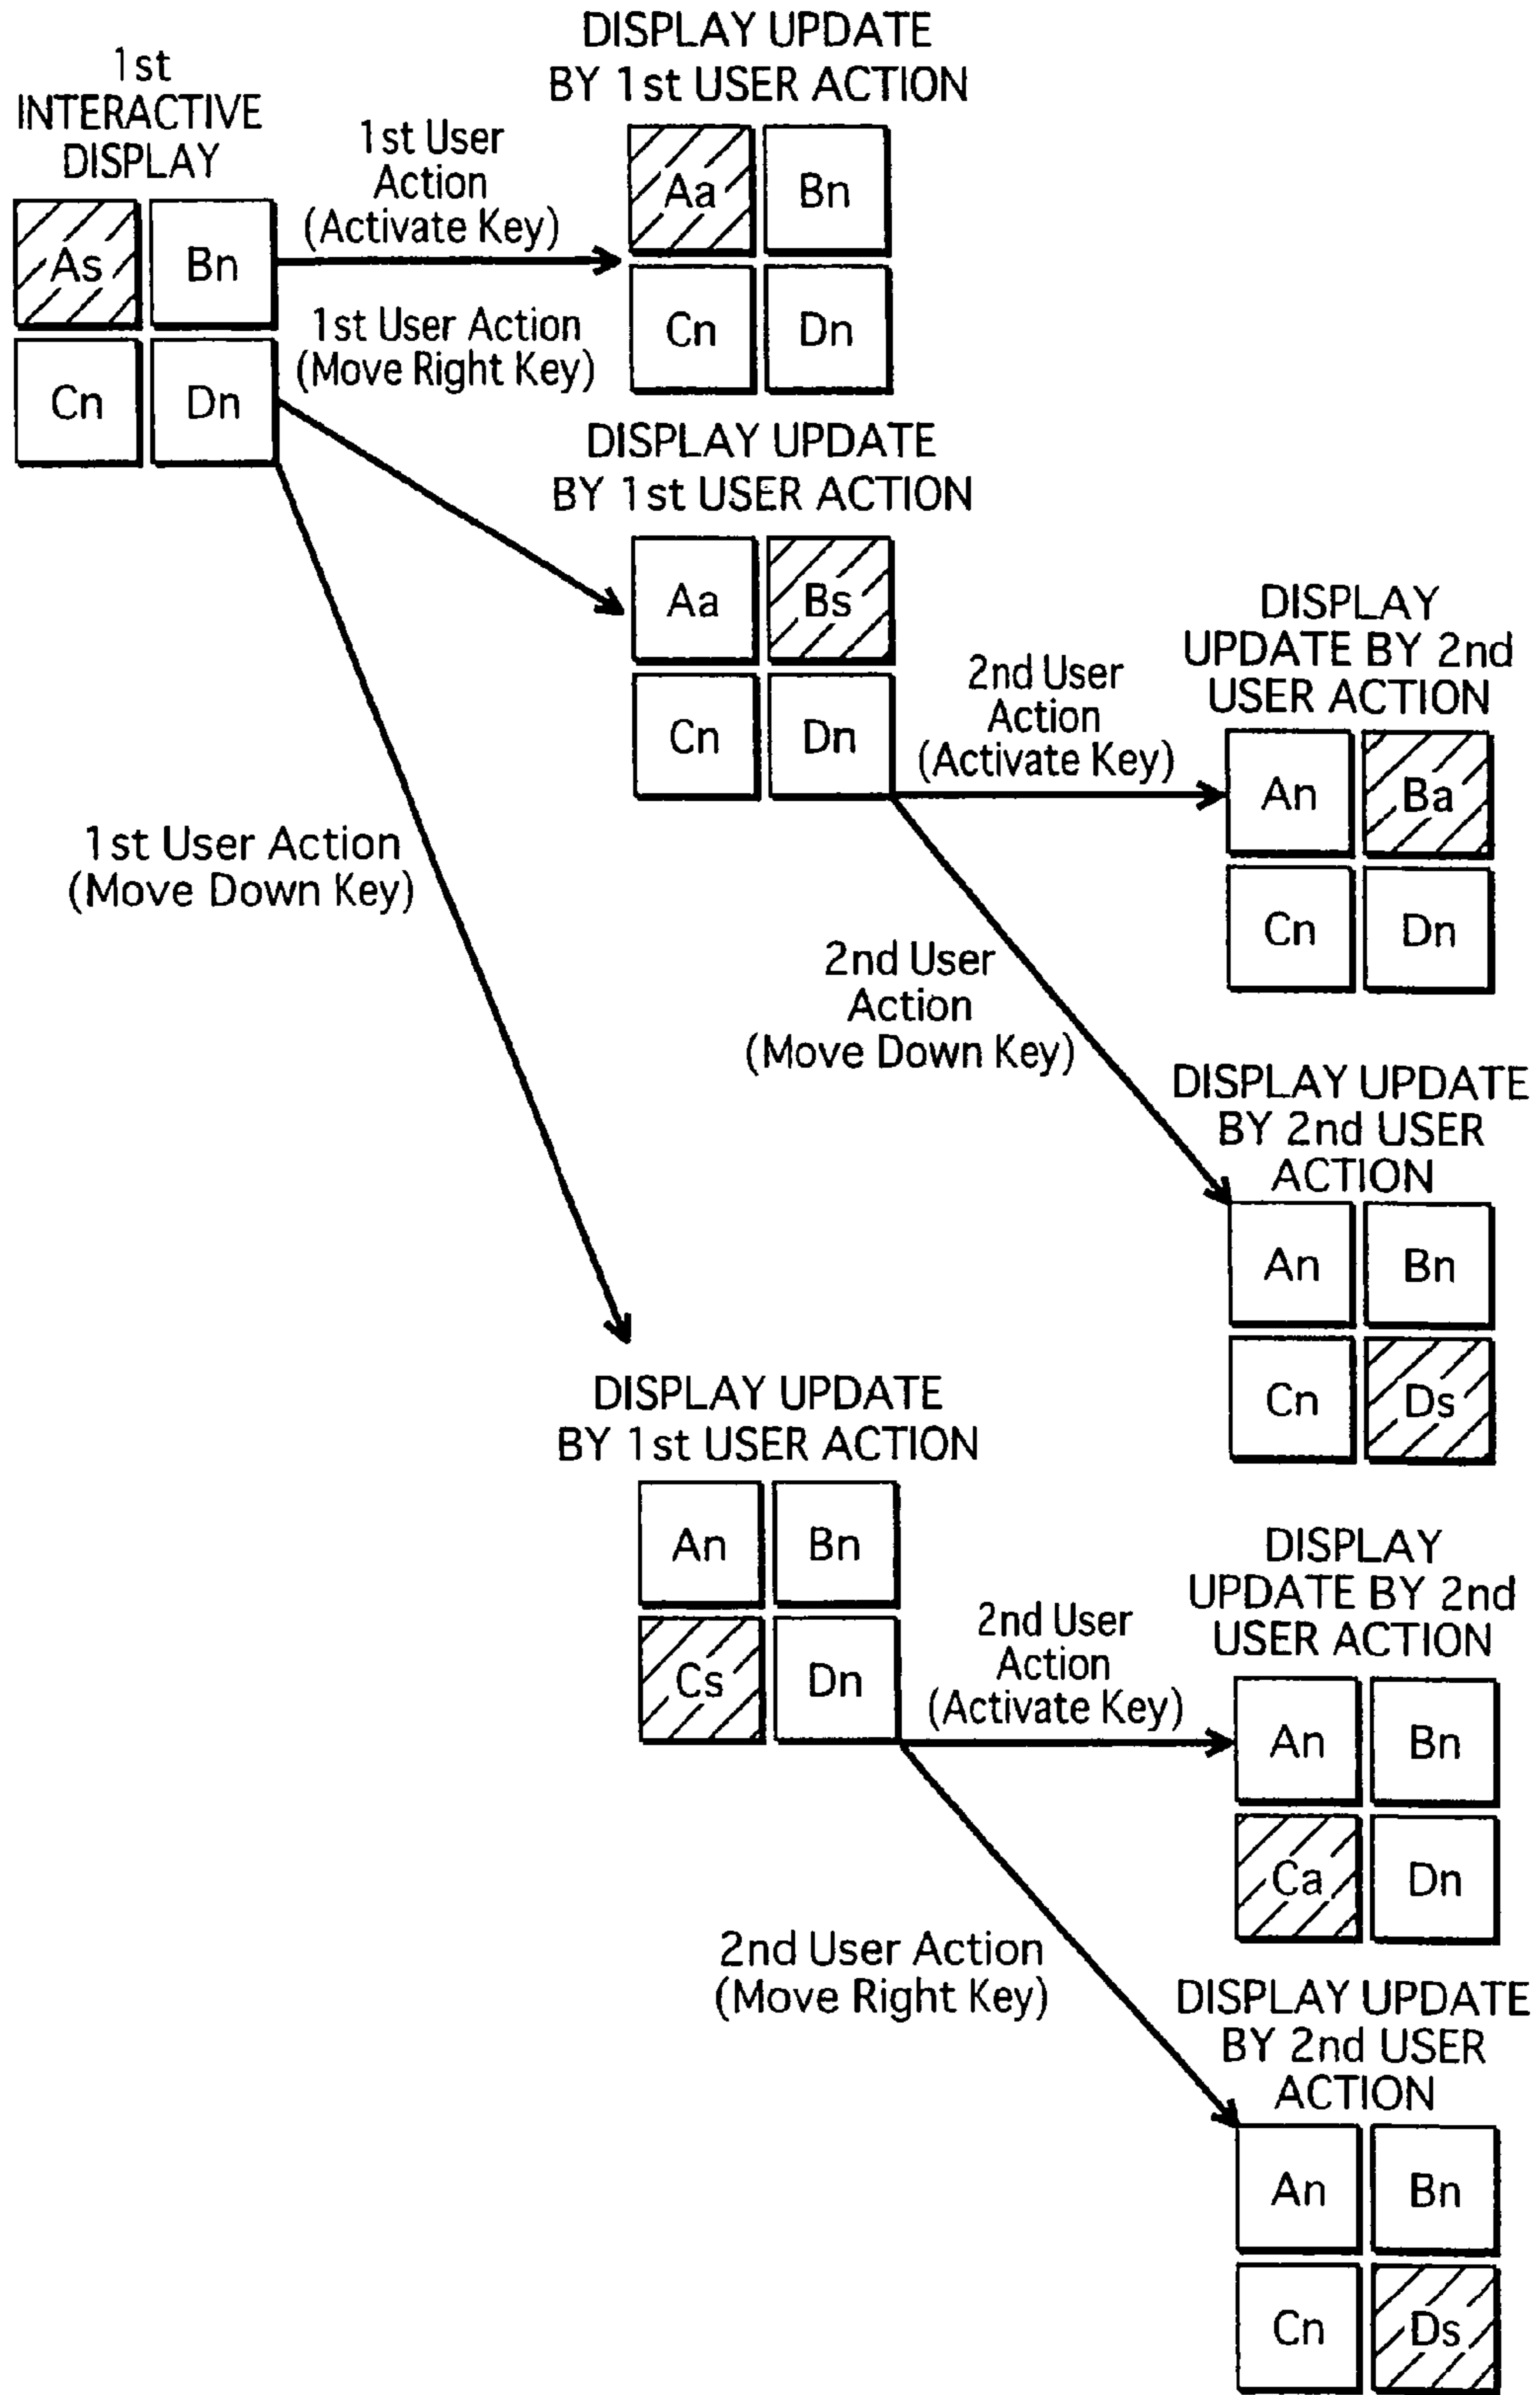 1st
INTERACTIVE
DISPLAY
As Bn
Cn Dn
1st User
Action
(Activate Key)
DISPLAY UPDATE
BY 1st USER ACTION
Aa Bn
Cn Dn
1st User Action
(Move Right Key)
DISPLAY UPDATE
BY 1st USER ACTION
Aa Bs
Cn Dn
2nd User
Action
(Activate Key)
DISPLAY
UPDATE BY 2nd
USER ACTION
An Ba
Cn Dn
2nd User
Action
(Move Down Key)
DISPLAY UPDATE
BY 2nd USER
ACTION
An Bn
Cn Ds
1st User Action
(Move Down Key)
DISPLAY UPDATE
BY 1st USER ACTION
An Bn
Cs Dn
2nd User
Action
(Activate Key)
DISPLAY
UPDATE BY 2nd
USER ACTION
An Bn
Ca Dn
2nd User Action
(Move Right Key)
DISPLAY UPDATE
BY 2nd USER
ACTION
An Bn
Cn Ds